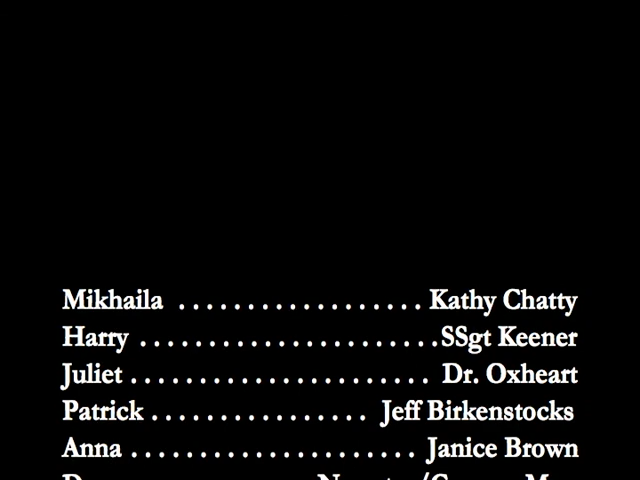 Mikhaila . . . . . . . . . . . . . . . . . . Kathy Chatty
Harry . . . . . . . . . . . . . . . . . . . . . . SSgt Keener
Juliet . . . . . . . . . . . . . . . . . . . . . . Dr. Oxheart
Patrick . . . . . . . . . . . . . . . . Jeff Birkenstocks
Anna . . . . . . . . . . . . . . . . . . . . . Janice Brown